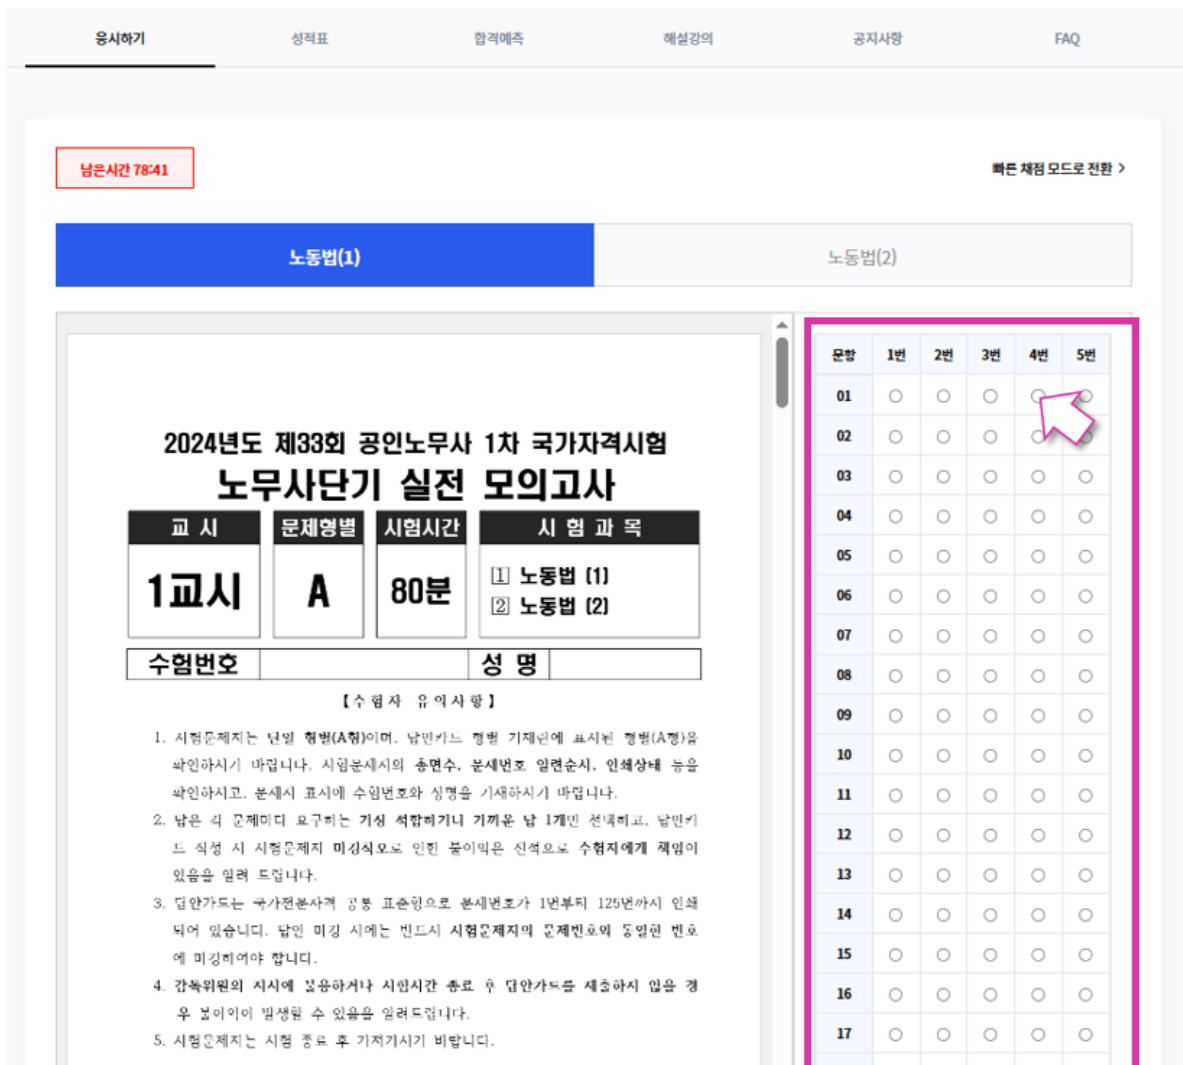 응시하기 성적표 합격예측 해설강의 공지사항 FAQ
남은시간 78:41
빠른 채점 모드로 전환 >
노동법(1) 노동법(2)
2024년도 제33회 공인노무사 1차 국가자격시험
노무사단기 실전 모의고사
교 시 문제형별 시험시간 시 험 과 목
1교시 A 80분
1 노동법 (1)
2 노동법 (2)
수험번호 성 명
【수험자 유의사항】
1. 시험문제지는 단일 형별(A형)이며, 답안카드 형별 기재란에 표시된 형별(A형)을
확인하시기 바랍니다. 시험문제지의 총면수, 문제번호 일련순서, 인쇄상태 등을
확인하시고, 문제지 표지에 수험번호와 성명을 기재하시기 바랍니다.
2. 답은 각 문제마다 요구하는 가장 적합하거나 가까운 답 1개만 선택하고, 답안카
드 작성 시 시험문제지 마킹착오로 인한 불이익은 전적으로 수험자에게 책임이
있음을 알려 드립니다.
3. 답안카드는 국가전문자격 공통 표준형으로 문제번호가 1번부터 125번까지 인쇄
되어 있습니다. 답안 마킹 시에는 반드시 시험문제지의 문제번호와 동일한 번호
에 마킹하여야 합니다.
4. 감독위원의 지시에 불응하거나 시험시간 종료 후 답안카드를 제출하지 않을 경
우 불이익이 발생할 수 있음을 알려드립니다.
5. 시험문제지는 시험 종료 후 가져가시기 바랍니다.
문항 1번 2번 3번 4번 5번
01
02
03
04
05
06
07
08
09
10
11
12
13
14
15
16
17